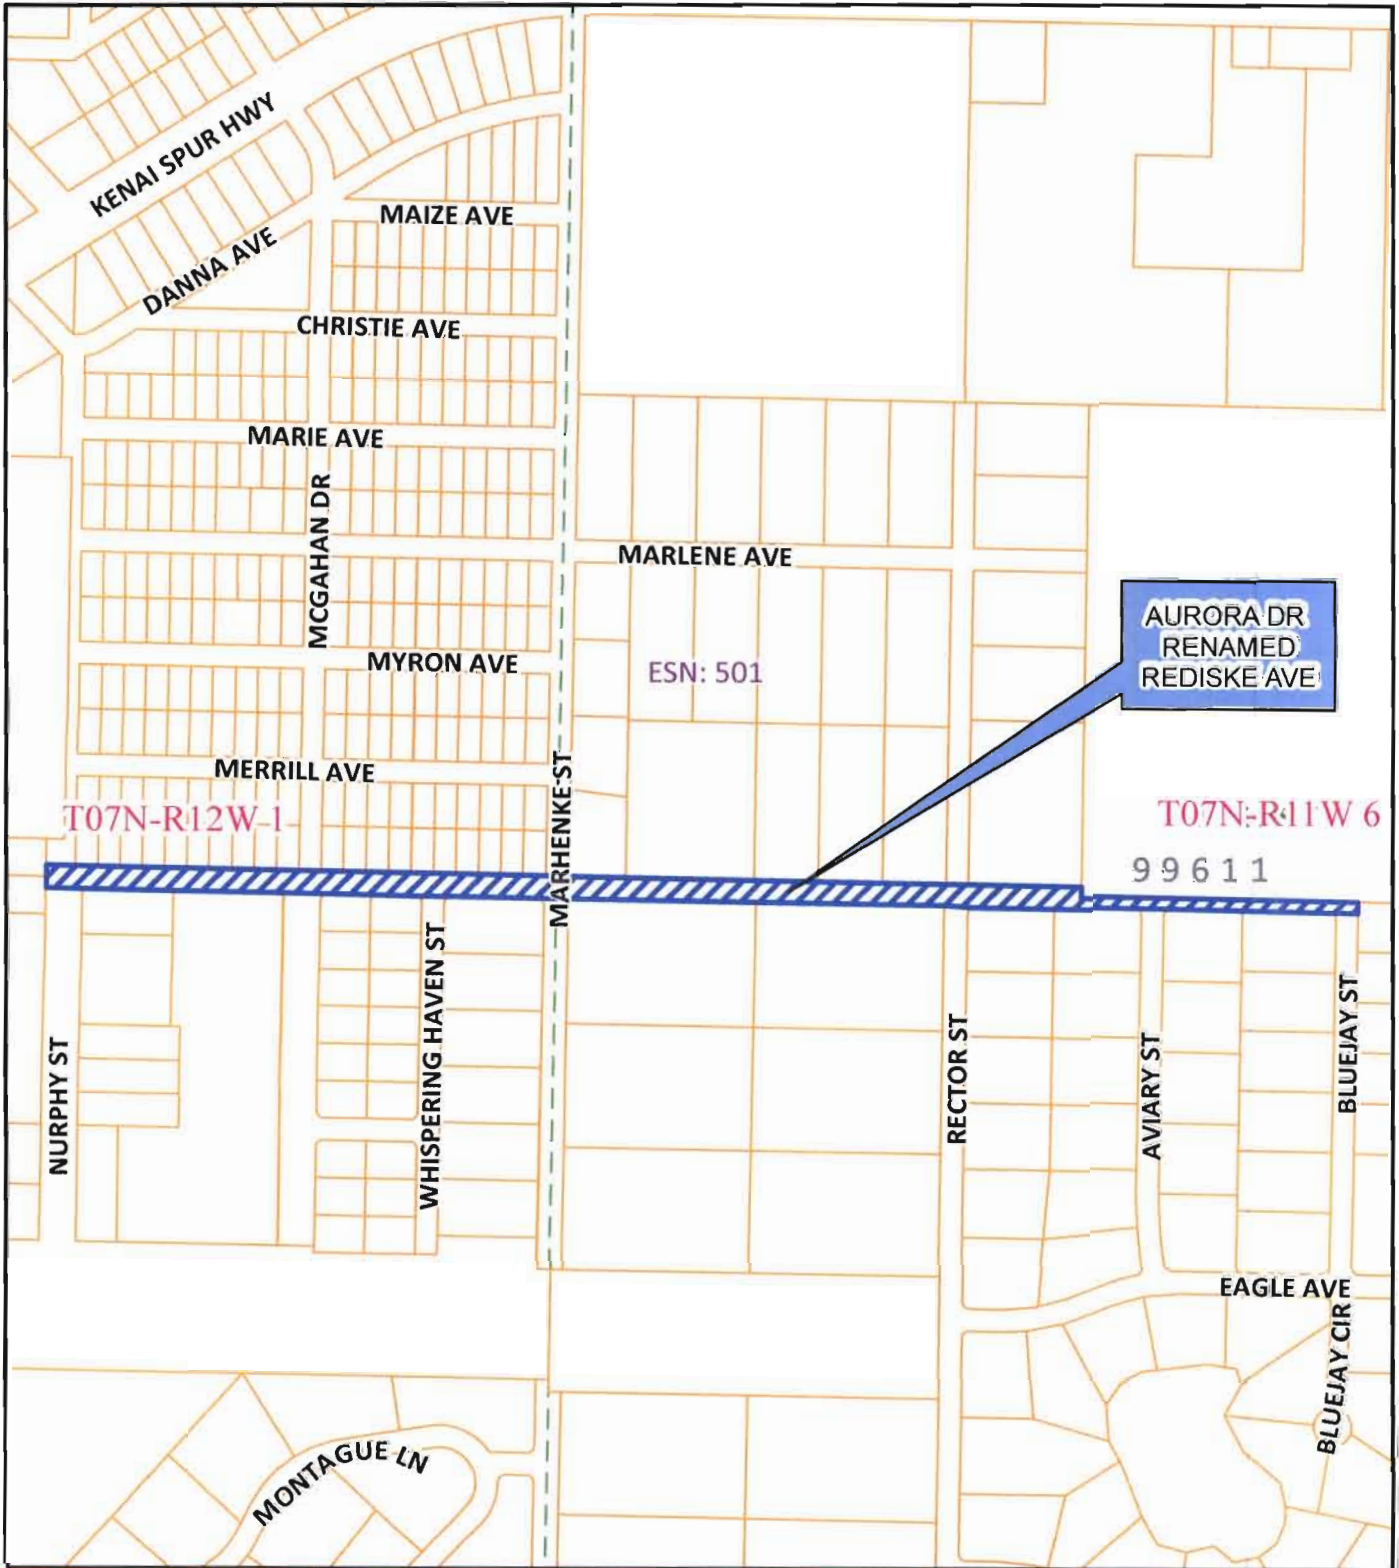 KENAI SPUR HWY
MAIZE AVE
DANNA AVE
CHRISTIE AVE
MARIE AVE
MCGAHAN DR
MARLENE AVE
AURORA DR
RENAMED
REDISKE AVE
MYRON AVE
ESN: 501
MERRILL AVE
MARHENKE ST
T07N-R12W 1
T07N-R11W 6
99611
NURPHY ST
WHISPERING HAVEN ST
RECTOR ST
AVIARY ST
BLUEJAY ST
EAGLE AVE
BLUEJAY CIR
MONTAGUE LN